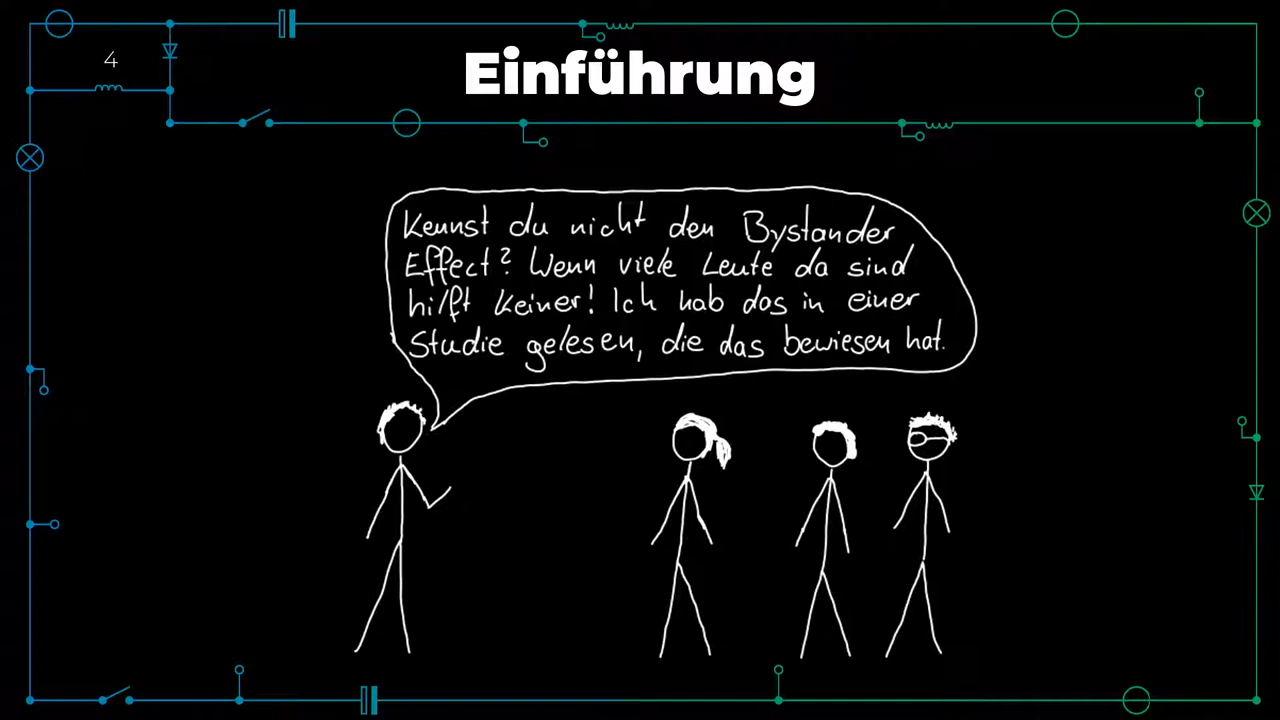 4
Einführung
Kennst du nicht den Bystander
Effect? Wenn viele Leute da sind
hilft keiner! Ich hab das in einer
Studie gelesen, die das bewiesen hat.